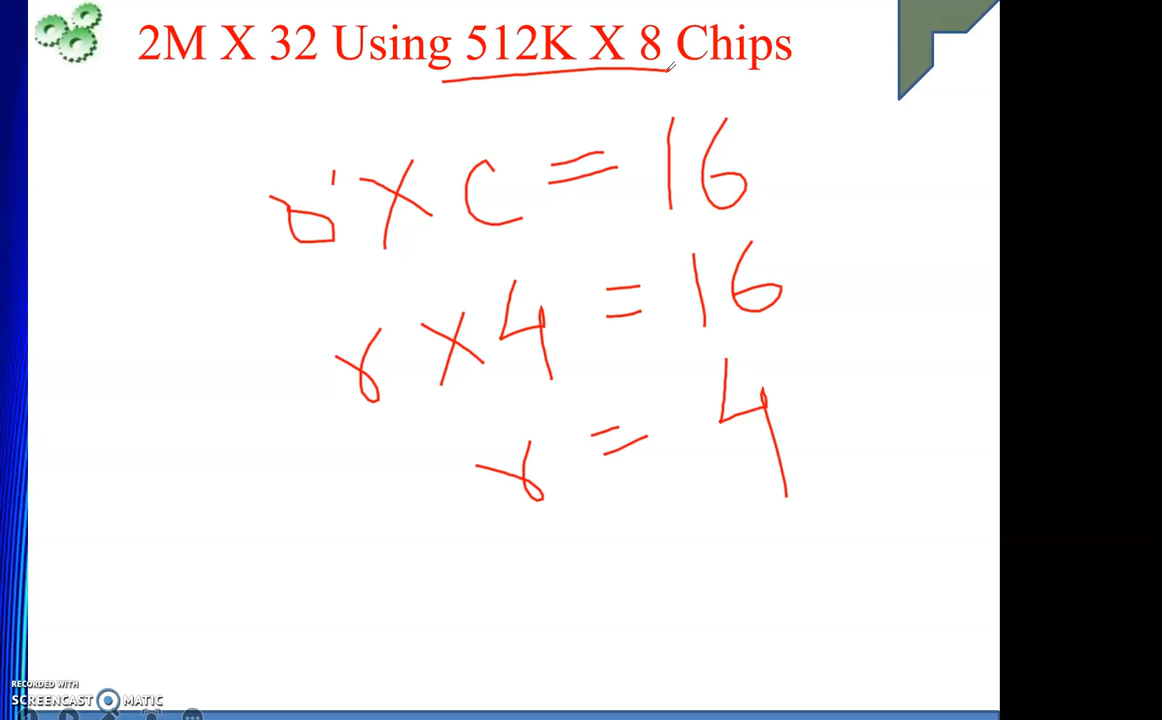 2M X 32 Using 512K X 8 Chips
r X C = 16
r X 4 = 16
r = 4
RECORDED WITH
SCREENCAST MATIC